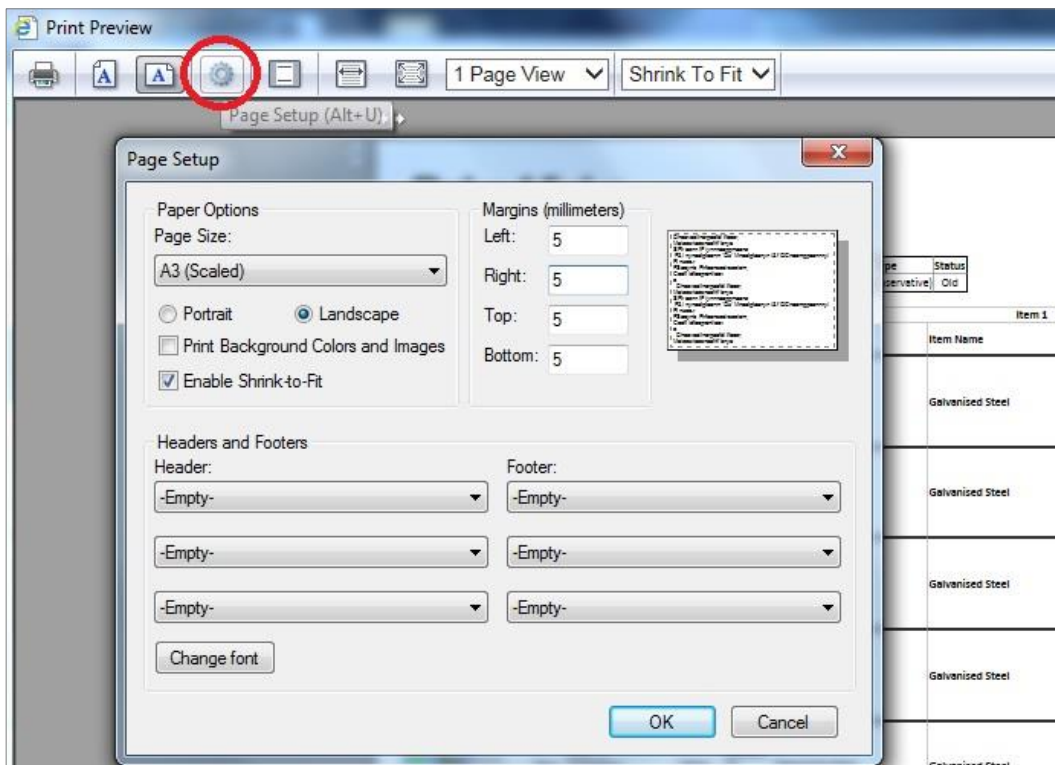 Print Preview
A A 1 Page View Shrink To Fit
Page Setup (Alt+U)
Page Setup
Paper Options
Page Size:
A3 (Scaled)
Portrait Landscape
Print Background Colors and Images
Enable Shrink-to-Fit
Margins (millimeters)
Left: 5
Right: 5
Top: 5
Bottom: 5
Headers and Footers
Header: Footer:
-Empty- -Empty-
-Empty- -Empty-
-Empty- -Empty-
Change font
OK Cancel
Status
Old
Item 1
Item Name
Galvanised Steel
Galvanised Steel
Galvanised Steel
Galvanised Steel